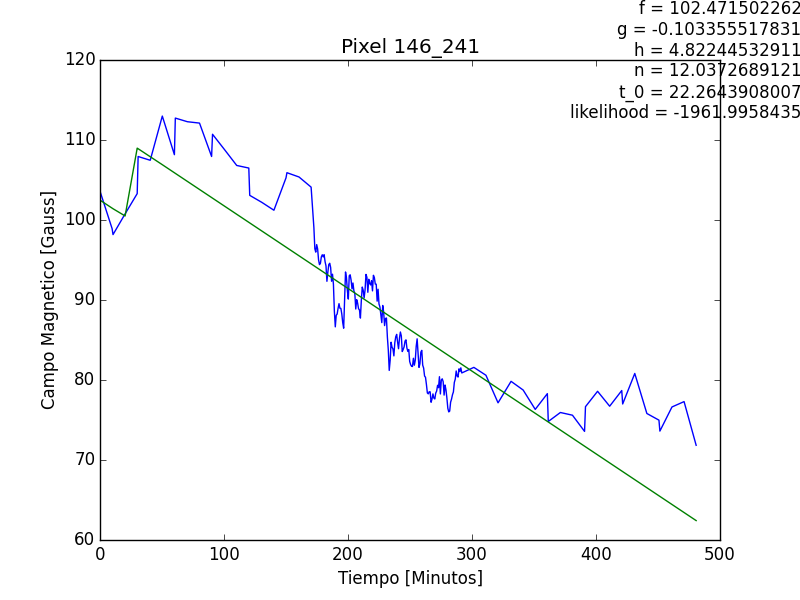 f = 102.471502262
g = -0.103355517831
h = 4.82244532911
n = 12.0372689121
t_0 = 22.2643908007
likelihood = -1961.9958435
Pixel 146_241
120
110
100
90
80
70
60
Campo Magnetico [Gauss]
0 100 200 300 400 500
Tiempo [Minutos]